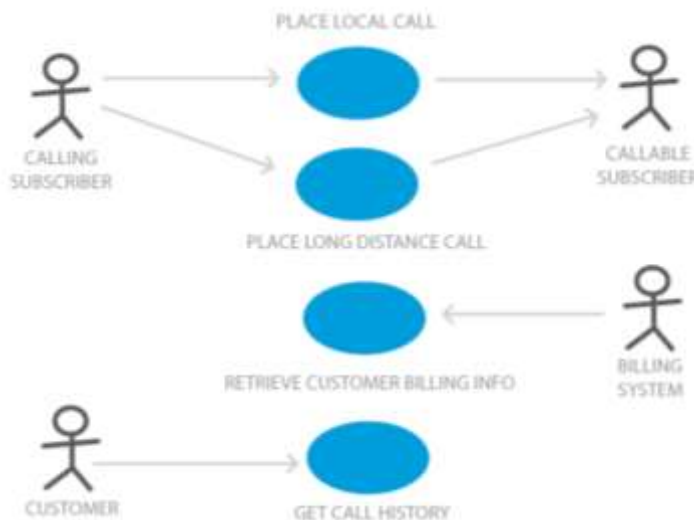 PLACE LOCAL CALL
CALLING
SUBSCRIBER
CALLABLE
SUBSCRIBER
PLACE LONG DISTANCE CALL
RETRIEVE CUSTOMER BILLING INFO
BILLING
SYSTEM
CUSTOMER
GET CALL HISTORY